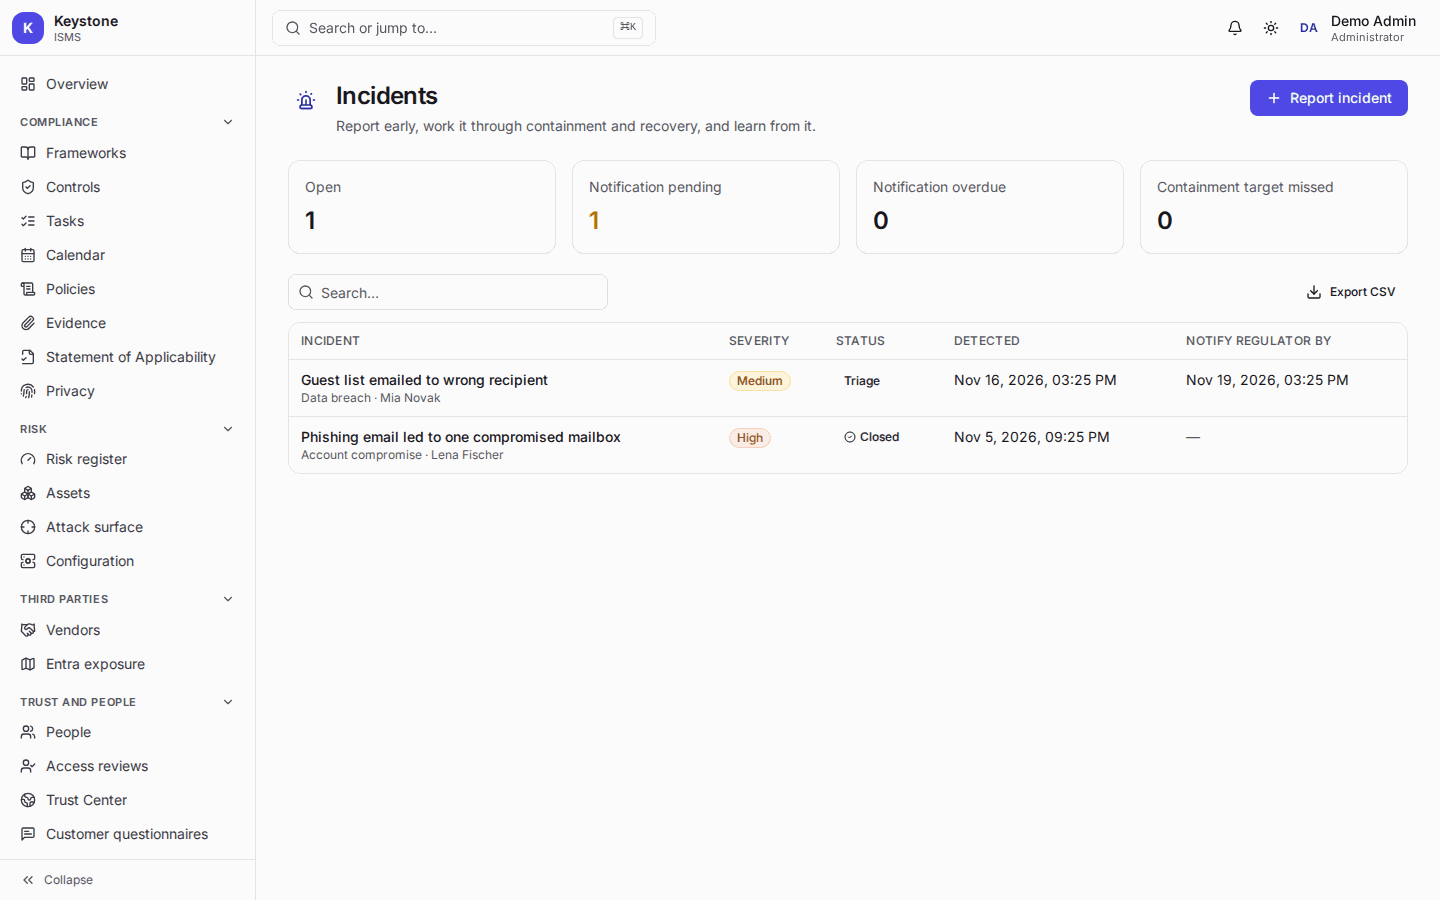 K
Keystone
ISMS
Search or jump to...
⌘K
DA
Demo Admin
Administrator
Overview
COMPLIANCE
Frameworks
Controls
Tasks
Calendar
Policies
Evidence
Statement of Applicability
Privacy
RISK
Risk register
Assets
Attack surface
Configuration
THIRD PARTIES
Vendors
Entra exposure
TRUST AND PEOPLE
People
Access reviews
Trust Center
Customer questionnaires
Collapse
Incidents
Report early, work it through containment and recovery, and learn from it.
Report incident
Open
1
Notification pending
1
Notification overdue
0
Containment target missed
0
Search...
Export CSV
INCIDENT SEVERITY STATUS DETECTED NOTIFY REGULATOR BY
Guest list emailed to wrong recipient Medium Triage Nov 16, 2026, 03:25 PM Nov 19, 2026, 03:25 PM
Data breach · Mia Novak
Phishing email led to one compromised mailbox High Closed Nov 5, 2026, 09:25 PM —
Account compromise · Lena Fischer